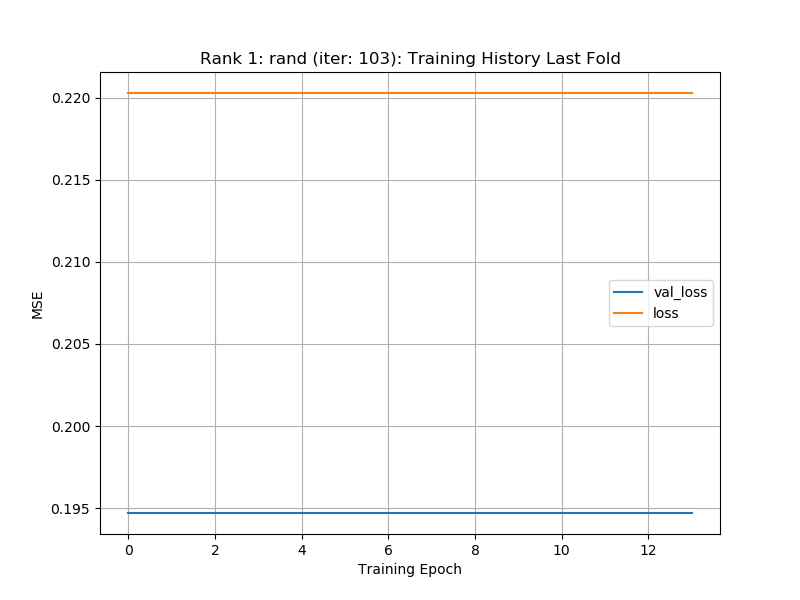 Rank 1: rand (iter: 103): Training History Last Fold
0.220
0.215
0.210
0.205
0.200
0.195
MSE
val_loss
loss
0 2 4 6 8 10 12
Training Epoch